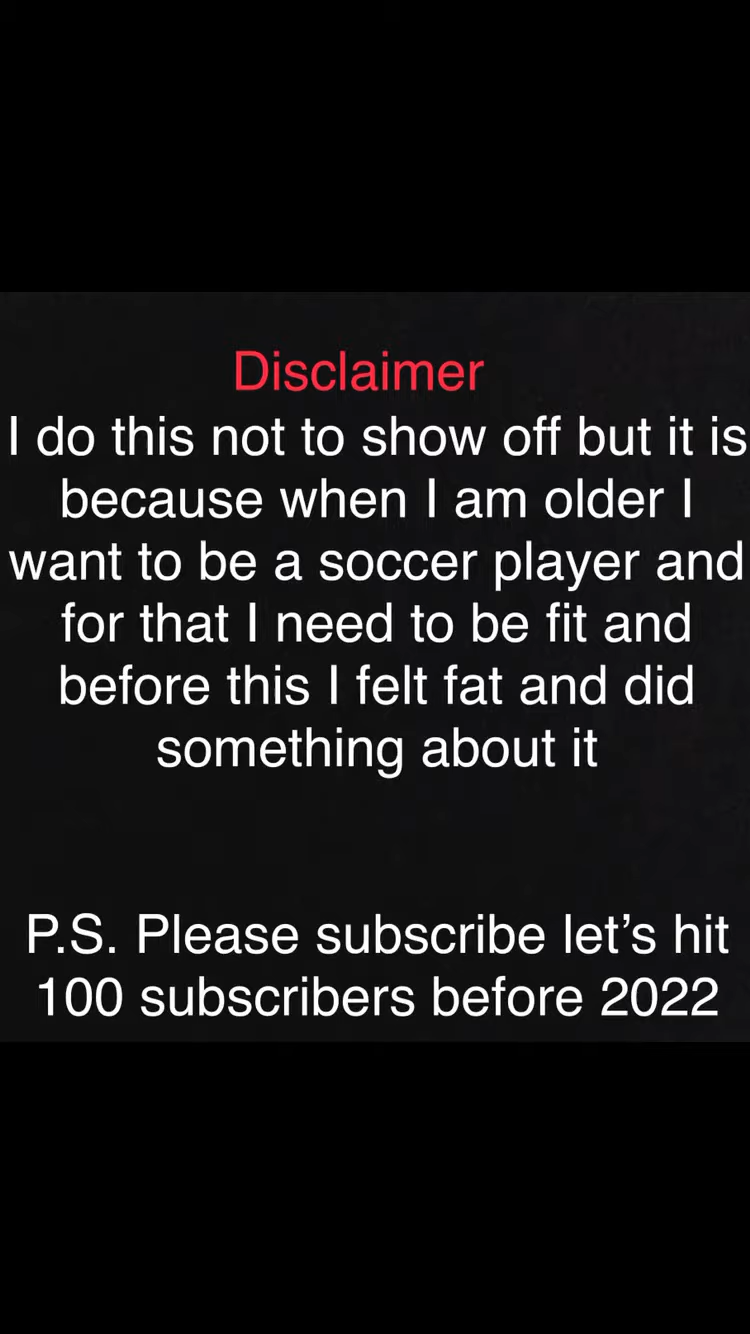 Disclaimer
I do this not to show off but it is
because when I am older I
want to be a soccer player and
for that I need to be fit and
before this I felt fat and did
something about it
P.S. Please subscribe let’s hit
100 subscribers before 2022